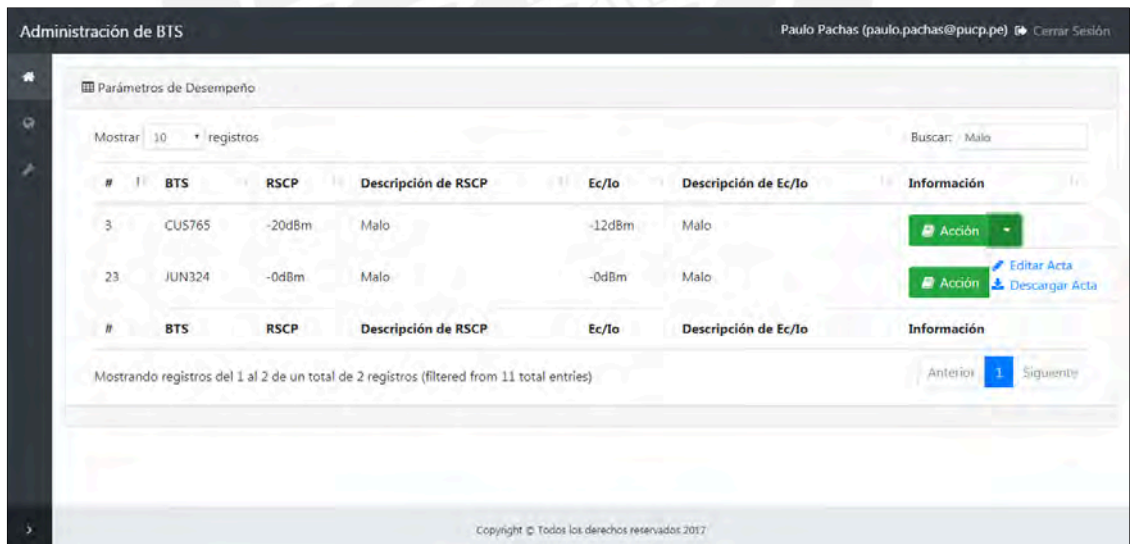 Administración de BTS Paulo Pachas (paulo.pachas@pucp.pe) Cerrar Sesión
Parámetros de Desempeño
Mostrar 10 registros Buscar: Malo
# BTS RSCP Descripción de RSCP Ec/Io Descripción de Ec/Io Información
3 CUS765 -20dBm Malo -12dBm Malo Acción
23 JUN324 -0dBm Malo -0dBm Malo Acción
Editar Acta
Descargar Acta
# BTS RSCP Descripción de RSCP Ec/Io Descripción de Ec/Io Información
Mostrando registros del 1 al 2 de un total de 2 registros (filtered from 11 total entries) Anterior 1 Siguiente
Copyright © Todos los derechos reservados 2017